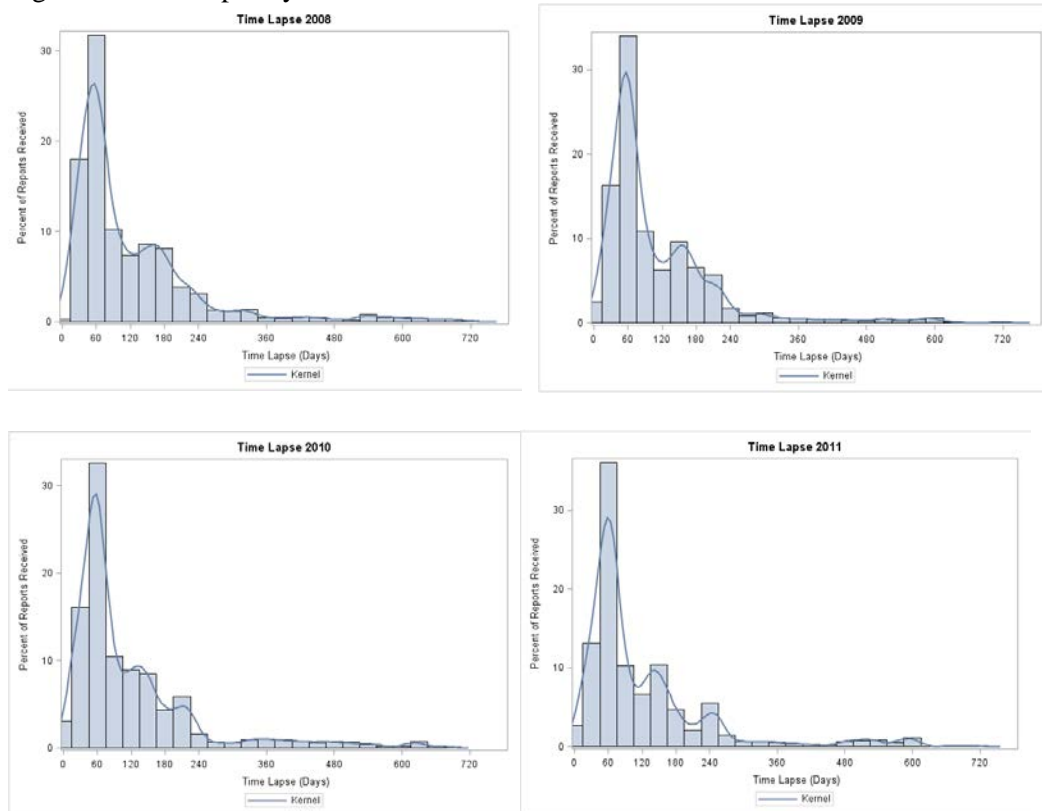 Time Lapse 2008
30
20
10
0
Percent of Reports Received
0 60 120 180 240 360 480 600 720
Time Lapse (Days)
Kernel
Time Lapse 2009
30
20
10
0
Percent of Reports Received
0 60 120 180 240 360 480 600 720
Time Lapse (Days)
Kernel
Time Lapse 2010
30
20
10
0
Percent of Reports Received
0 60 120 180 240 360 480 600 720
Time Lapse (Days)
Kernel
Time Lapse 2011
30
20
10
0
Percent of Reports Received
0 60 120 180 240 360 480 600 720
Time Lapse (Days)
Kernel